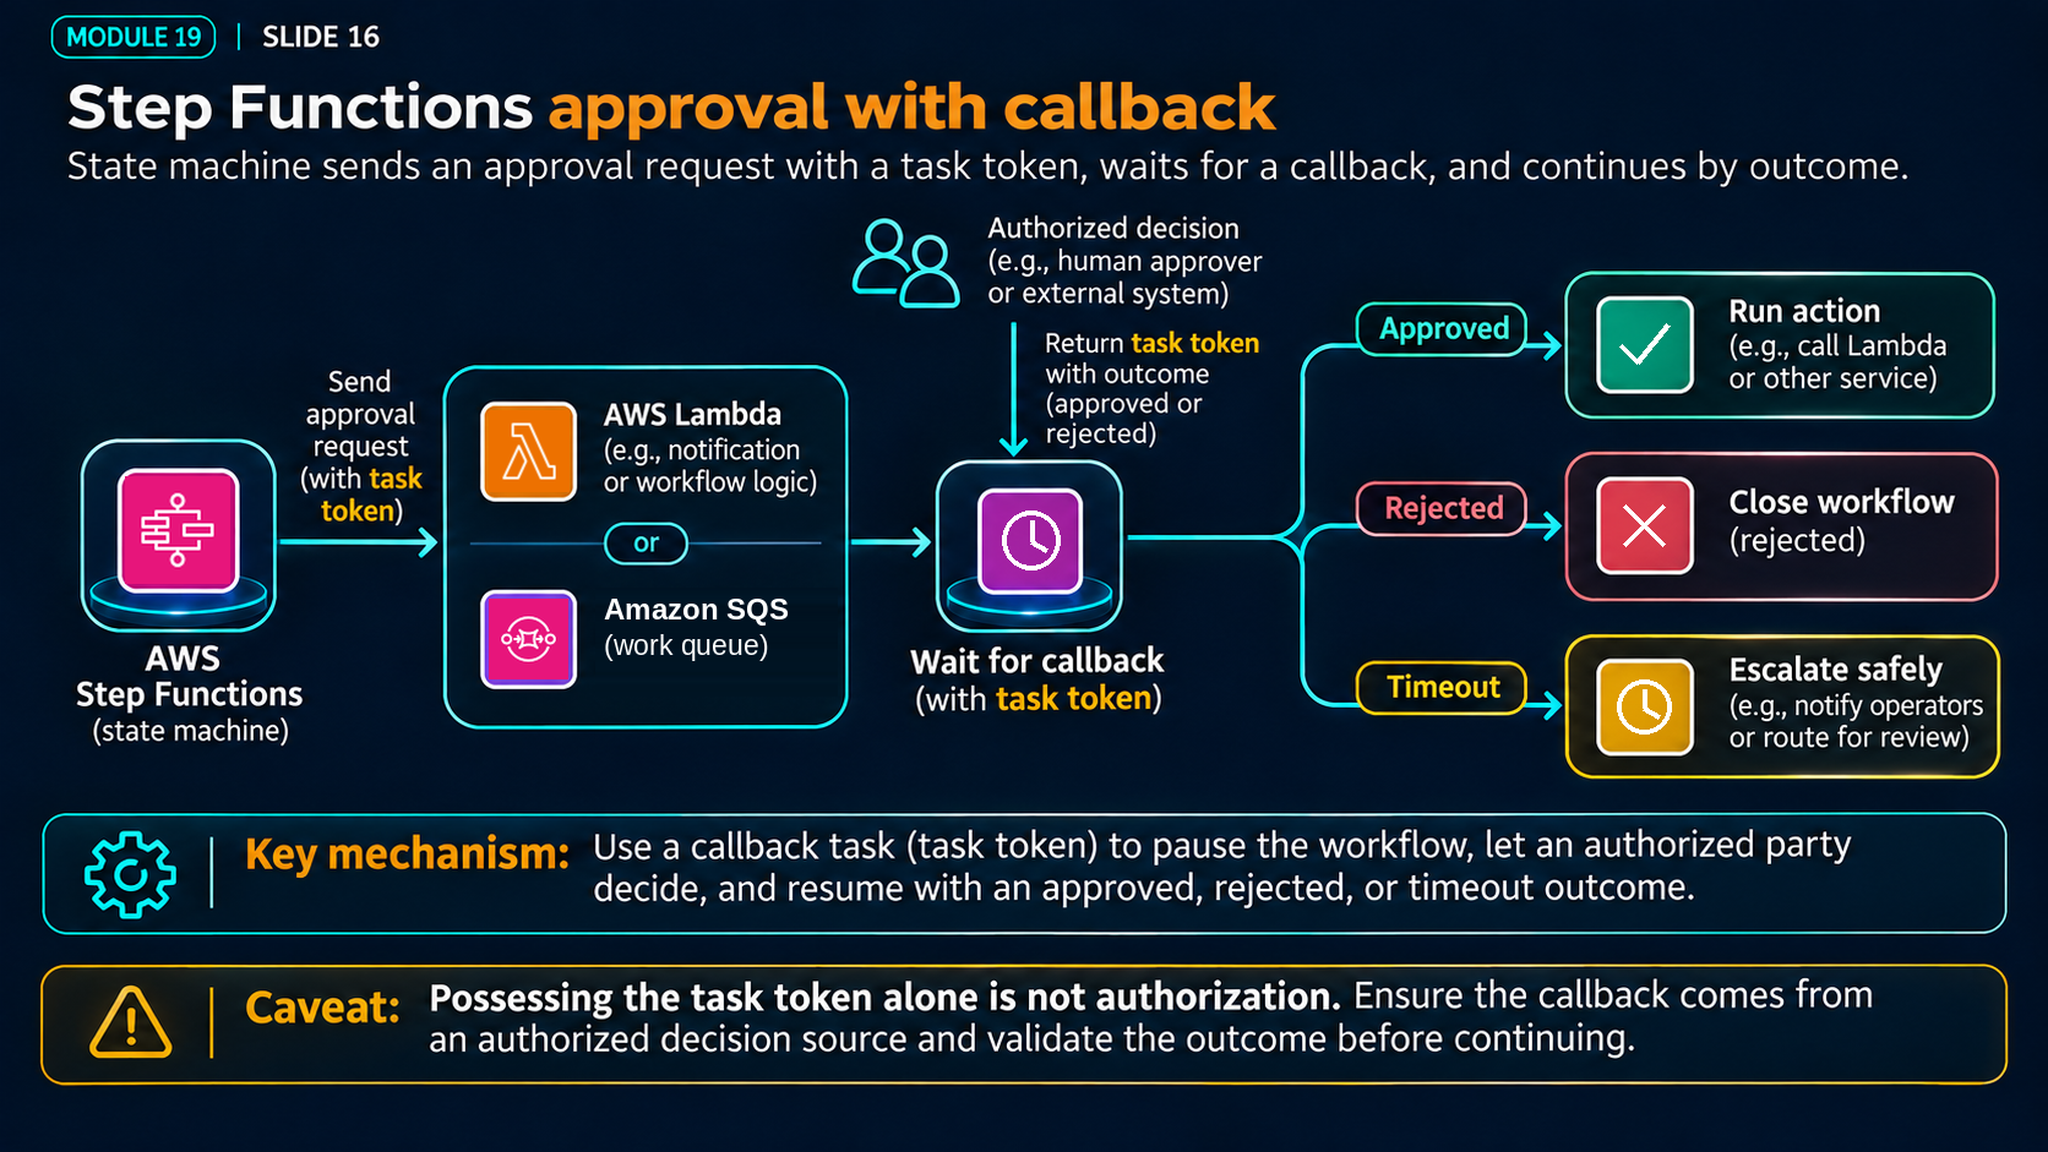 MODULE 19 | SLIDE 16
Step Functions approval with callback
State machine sends an approval request with a task token, waits for a callback, and continues by outcome.
Send
approval
request
(with task
token)
AWS
Step Functions
(state machine)
AWS Lambda
(e.g., notification
or workflow logic)
or
Amazon SQS
(work queue)
Authorized decision
(e.g., human approver
or external system)
Return task token
with outcome
(approved or
rejected)
Wait for callback
(with task token)
Approved
Run action
(e.g., call Lambda
or other service)
Rejected
Close workflow
(rejected)
Timeout
Escalate safely
(e.g., notify operators
or route for review)
Key mechanism: Use a callback task (task token) to pause the workflow, let an authorized party
decide, and resume with an approved, rejected, or timeout outcome.
Caveat: Possessing the task token alone is not authorization. Ensure the callback comes from
an authorized decision source and validate the outcome before continuing.